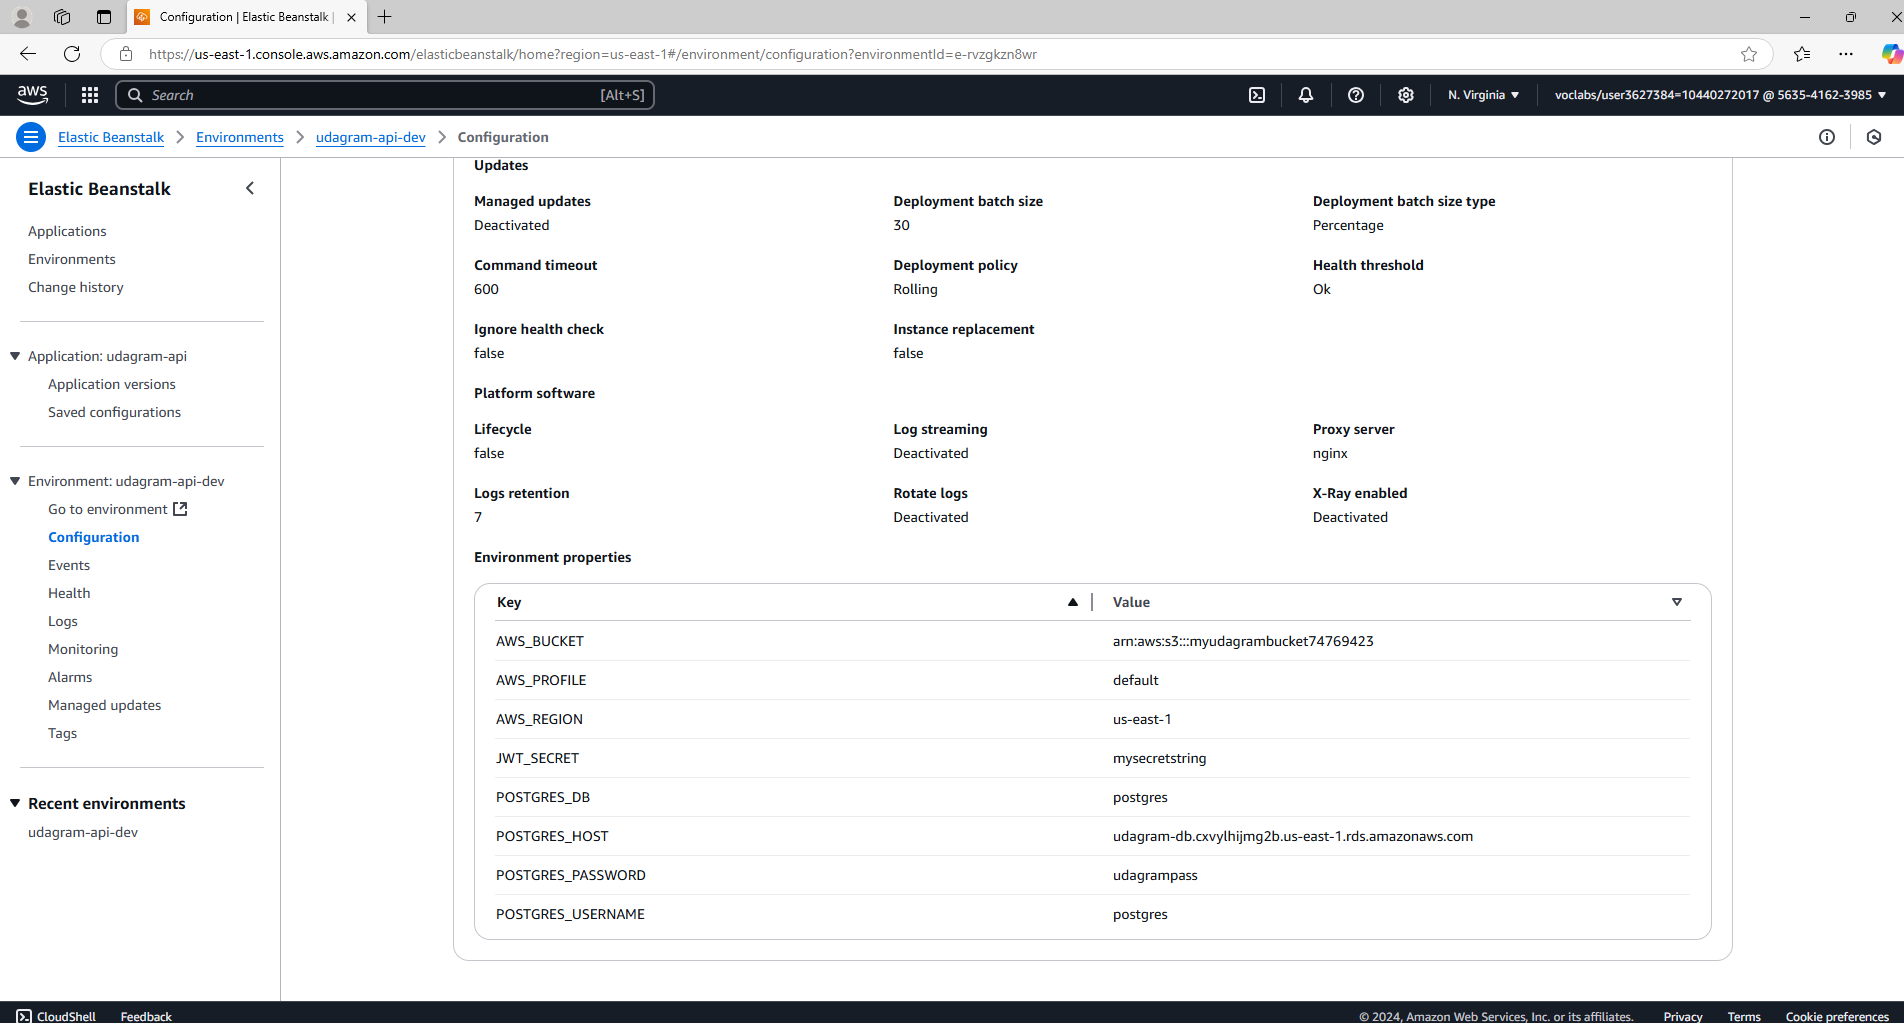 Configuration | Elastic Beanstalk |
https://us-east-1.console.aws.amazon.com/elasticbeanstalk/home?region=us-east-1#/environment/configuration?environmentId=e-rvzgkzn8wr
aws Search [Alt+S] N. Virginia voclabs/user3627384=10440272017 @ 5635-4162-3985
Elastic Beanstalk > Environments > udagram-api-dev > Configuration
Elastic Beanstalk
Applications
Environments
Change history
Application: udagram-api
Application versions
Saved configurations
Environment: udagram-api-dev
Go to environment
Configuration
Events
Health
Logs
Monitoring
Alarms
Managed updates
Tags
Recent environments
udagram-api-dev
Updates
Managed updates Deployment batch size Deployment batch size type
Deactivated 30 Percentage
Command timeout Deployment policy Health threshold
600 Rolling Ok
Ignore health check Instance replacement
false false
Platform software
Lifecycle Log streaming Proxy server
false Deactivated nginx
Logs retention Rotate logs X-Ray enabled
7 Deactivated Deactivated
Environment properties
Key Value
AWS_BUCKET arn:aws:s3:::myudagrambucket74769423
AWS_PROFILE default
AWS_REGION us-east-1
JWT_SECRET mysecretstring
POSTGRES_DB postgres
POSTGRES_HOST udagram-db.cxvylhijmg2b.us-east-1.rds.amazonaws.com
POSTGRES_PASSWORD udagrampass
POSTGRES_USERNAME postgres
CloudShell Feedback © 2024, Amazon Web Services, Inc. or its affiliates. Privacy Terms Cookie preferences